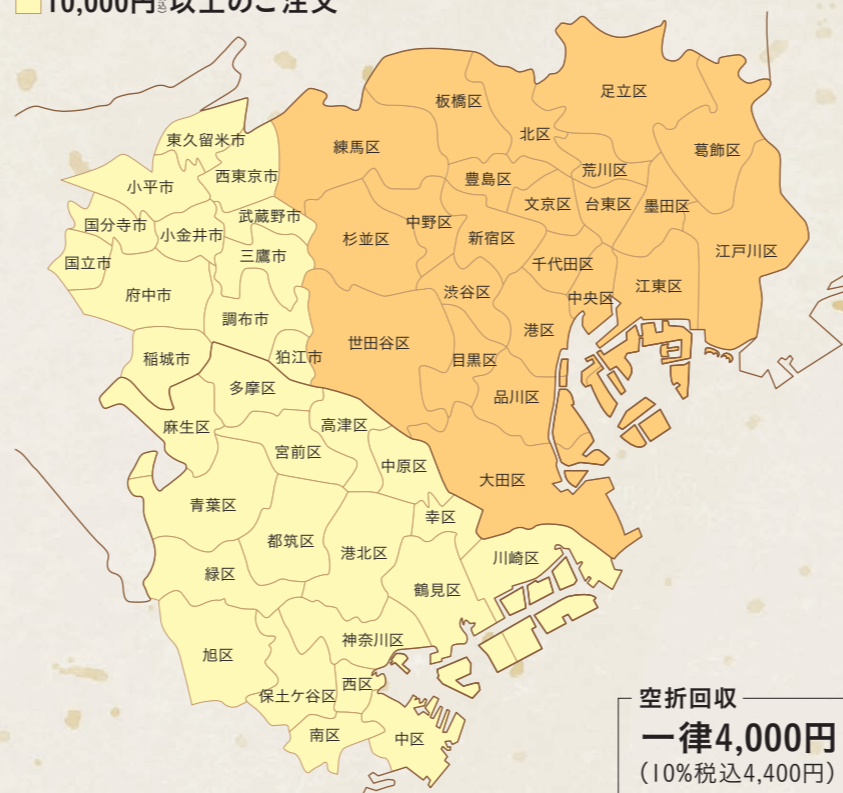 10,000円(税込)以上のご注文
足立区
板橋区
北区
東久留米市
練馬区
葛飾区
荒川区
西東京市
豊島区
小平市
文京区
台東区
墨田区
武蔵野市
中野区
国分寺市
小金井市
杉並区
新宿区
江戸川区
三鷹市
国立市
千代田区
江東区
府中市
渋谷区
中央区
調布市
港区
世田谷区
稲城市
狛江市
目黒区
多摩区
品川区
麻生区
高津区
宮前区
中原区
大田区
青葉区
幸区
都筑区
港北区
川崎区
緑区
鶴見区
神奈川区
旭区
西区
保土ケ谷区
南区
中区
空折回収
一律4,000円
(10%税込4,400円)